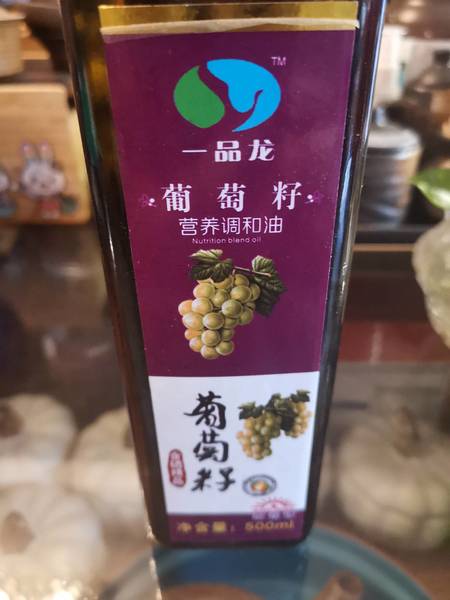 TM
一品龙
葡萄籽
营养调和油
Nutrition blend oil
葡萄籽
净含量：500ml